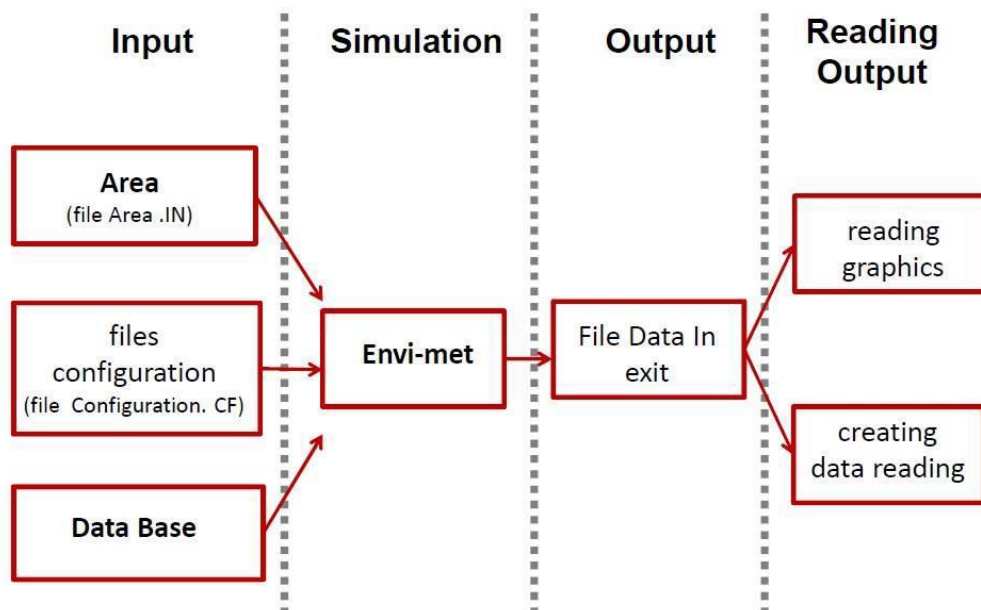 Input
Simulation
Output
Reading
Output
Area
(file Area .IN)
files
configuration
(file Configuration. CF)
Data Base
Envi-met
File Data In
exit
reading
graphics
creating
data reading